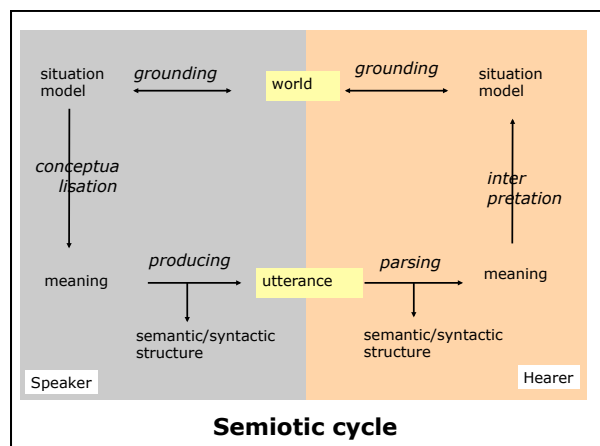 situation
model
grounding
world
grounding
situation
model
conceptua
lisation
inter
pretation
meaning
producing
utterance
parsing
meaning
semantic/syntactic
structure
semantic/syntactic
structure
Speaker
Hearer
Semiotic cycle